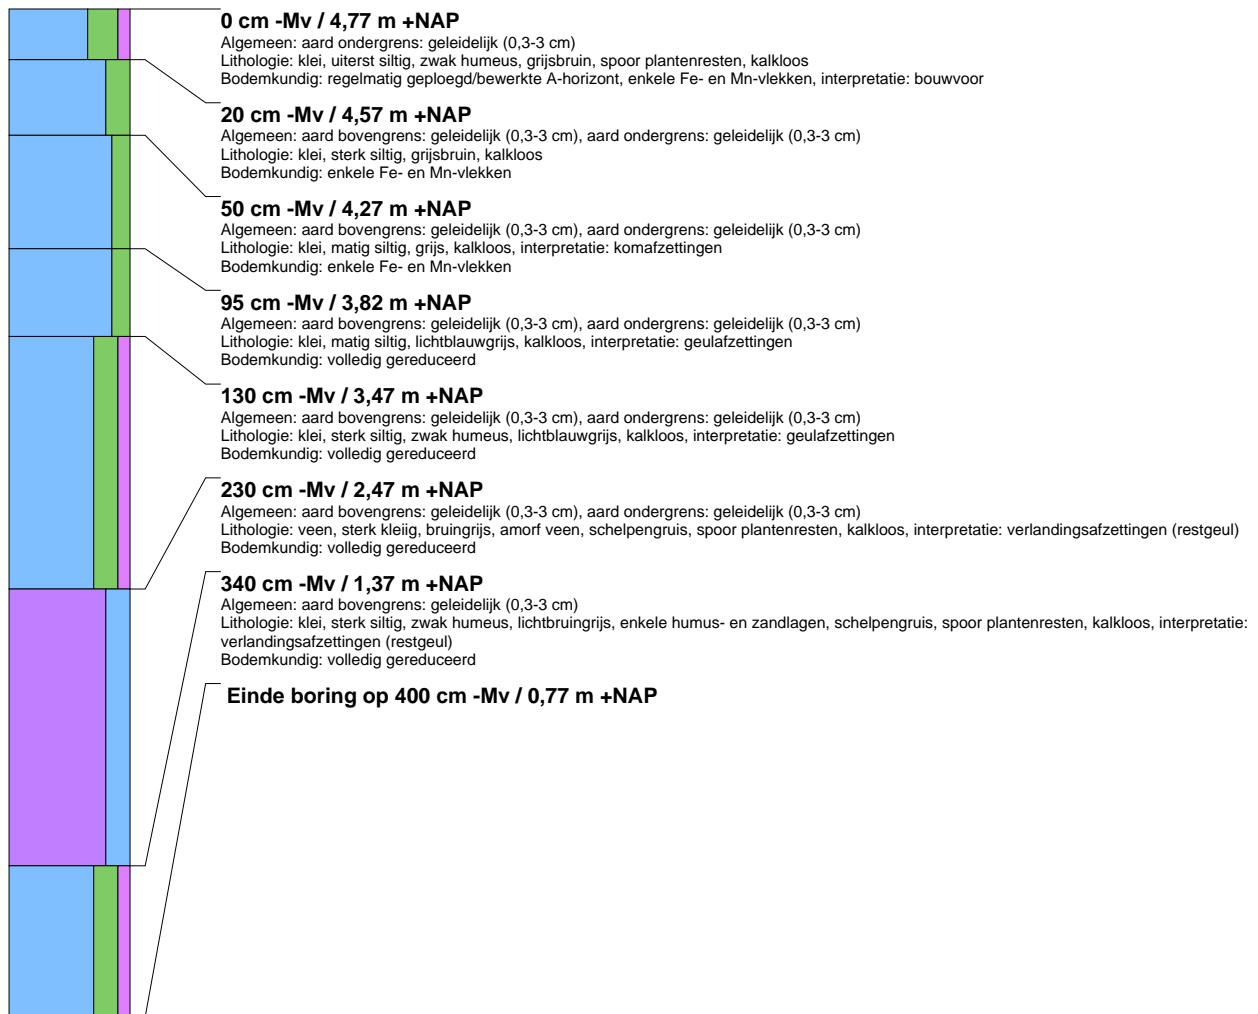 0 cm -Mv / 4,77 m +NAP
Algemeen: aard ondergrens: geleidelijk (0,3-3 cm)
Lithologie: klei, uiterst siltig, zwak humeus, grijsbruin, spoor plantenresten, kalkloos
Bodemkundig: regelmatig geploegd/bewerkte A-horizont, enkele Fe- en Mn-vlekken, interpretatie: bouwvoor
20 cm -Mv / 4,57 m +NAP
Algemeen: aard bovengrens: geleidelijk (0,3-3 cm), aard ondergrens: geleidelijk (0,3-3 cm)
Lithologie: klei, sterk siltig, grijsbruin, kalkloos
Bodemkundig: enkele Fe- en Mn-vlekken
50 cm -Mv / 4,27 m +NAP
Algemeen: aard bovengrens: geleidelijk (0,3-3 cm), aard ondergrens: geleidelijk (0,3-3 cm)
Lithologie: klei, matig siltig, grijs, kalkloos, interpretatie: komafzettingen
Bodemkundig: enkele Fe- en Mn-vlekken
95 cm -Mv / 3,82 m +NAP
Algemeen: aard bovengrens: geleidelijk (0,3-3 cm), aard ondergrens: geleidelijk (0,3-3 cm)
Lithologie: klei, matig siltig, lichtblauwgrijs, kalkloos, interpretatie: geulafzettingen
Bodemkundig: volledig gereduceerd
130 cm -Mv / 3,47 m +NAP
Algemeen: aard bovengrens: geleidelijk (0,3-3 cm), aard ondergrens: geleidelijk (0,3-3 cm)
Lithologie: klei, sterk siltig, zwak humeus, lichtblauwgrijs, kalkloos, interpretatie: geulafzettingen
Bodemkundig: volledig gereduceerd
230 cm -Mv / 2,47 m +NAP
Algemeen: aard bovengrens: geleidelijk (0,3-3 cm), aard ondergrens: geleidelijk (0,3-3 cm)
Lithologie: veen, sterk kleiig, bruingrijs, amorf veen, schelpengruis, spoor plantenresten, kalkloos, interpretatie: verlandingsafzettingen (restgeul)
Bodemkundig: volledig gereduceerd
340 cm -Mv / 1,37 m +NAP
Algemeen: aard bovengrens: geleidelijk (0,3-3 cm)
Lithologie: klei, sterk siltig, zwak humeus, lichtbruingrijs, enkele humus- en zandlagen, schelpengruis, spoor plantenresten, kalkloos, interpretatie:
verlandingsafzettingen (restgeul)
Bodemkundig: volledig gereduceerd
Einde boring op 400 cm -Mv / 0,77 m +NAP